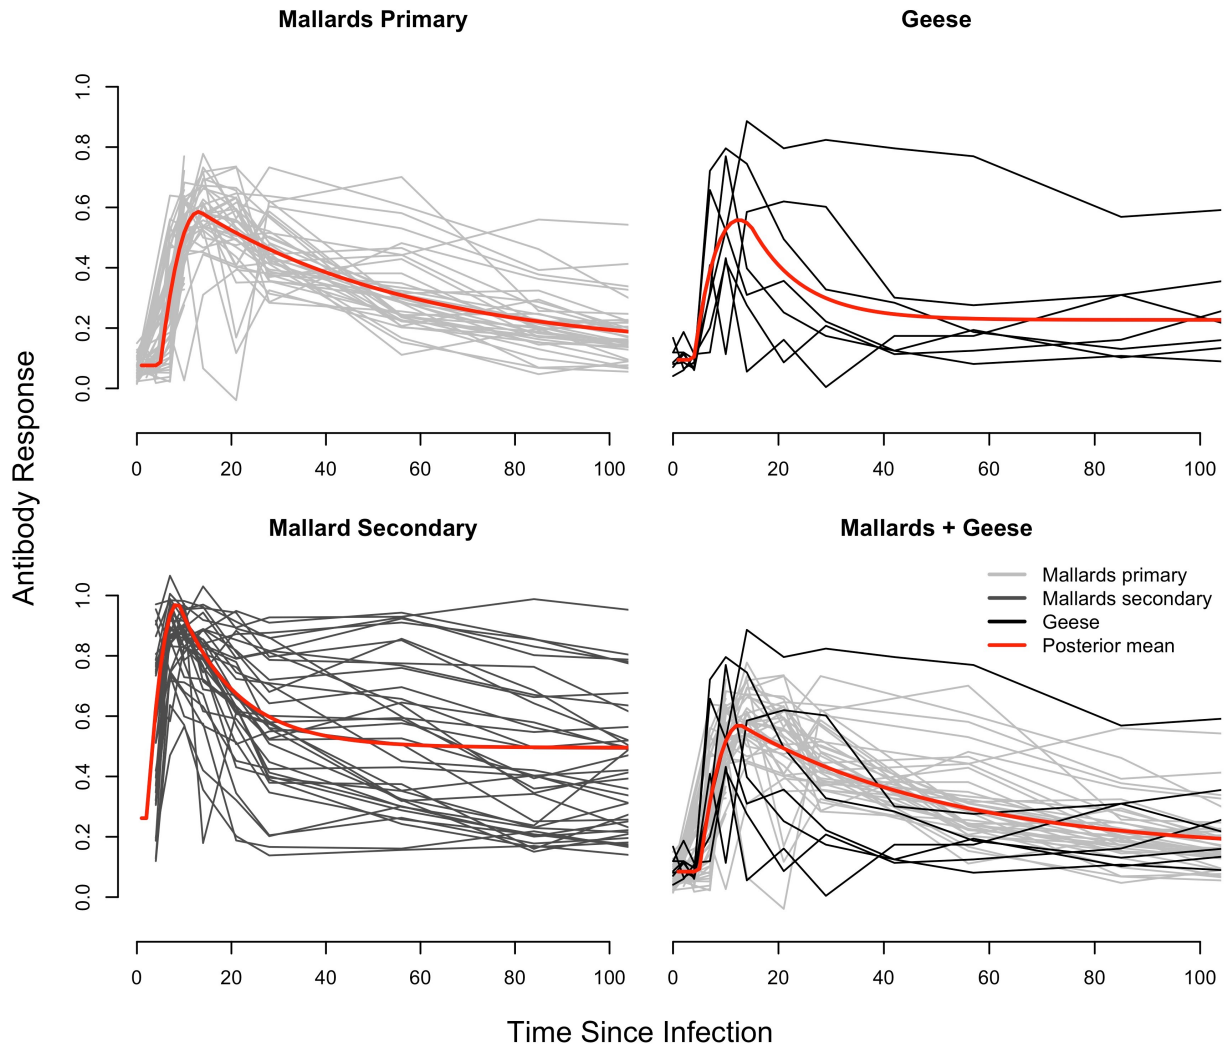 Mallards Primary
Geese
1.0
0.8
0.6
0.4
0.2
0.0
0 20 40 60 80 100
0 20 40 60 80 100
Antibody Response
Mallard Secondary
Mallards + Geese
Mallards primary
Mallards secondary
Geese
Posterior mean
1.0
0.8
0.6
0.4
0.2
0.0
0 20 40 60 80 100
0 20 40 60 80 100
Time Since Infection